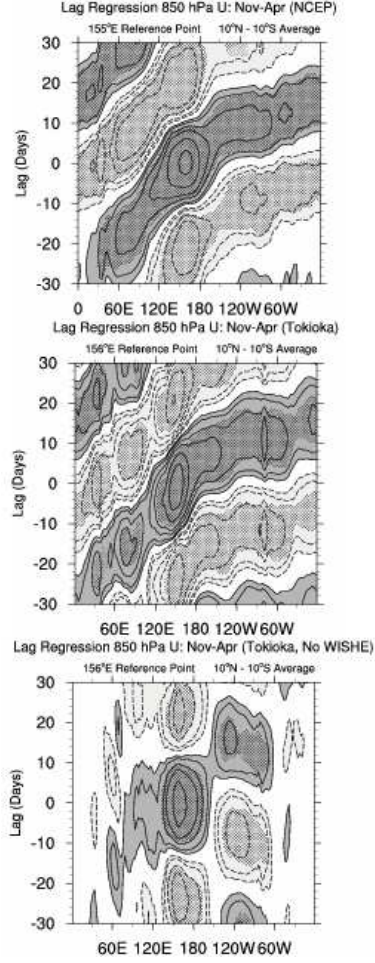 Lag Regression 850 hPa U: Nov-Apr (NCEP)
155°E Reference Point 10°N - 10°S Average
30
20
10
0
-10
-20
-30
Lag (Days)
0 60E 120E 180 120W 60W
Lag Regression 850 hPa U: Nov-Apr (Tokioka)
156°E Reference Point 10°N - 10°S Average
30
20
10
0
-10
-20
-30
Lag (Days)
60E 120E 180 120W 60W
Lag Regression 850 hPa U: Nov-Apr (Tokioka, No WISHE)
156°E Reference Point 10°N - 10°S Average
30
20
10
0
-10
-20
-30
Lag (Days)
60E 120E 180 120W 60W